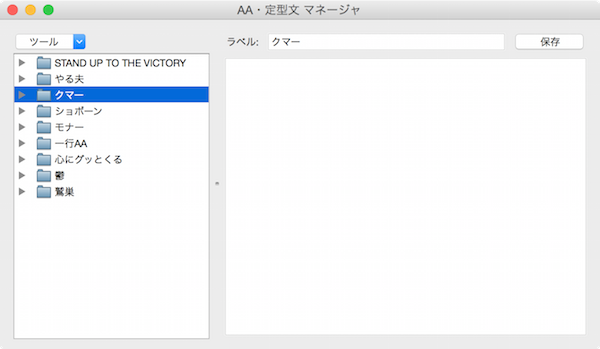 AA・定型文 マネージャ
ツール
ラベル: クマー
保存
STAND UP TO THE VICTORY
やる夫
クマー
ショボーン
モナー
一行AA
心にグッとくる
鬱
鷲巣